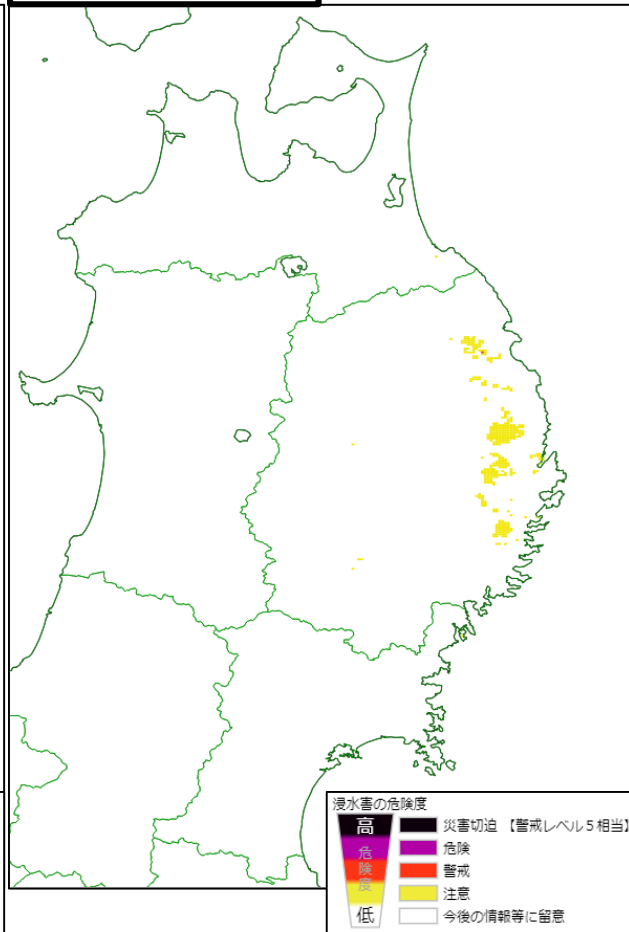 浸水害の危険度
高
危
険
度
低
災害切迫 【警戒レベル5相当】
危険
警戒
注意
今後の情報等に留意